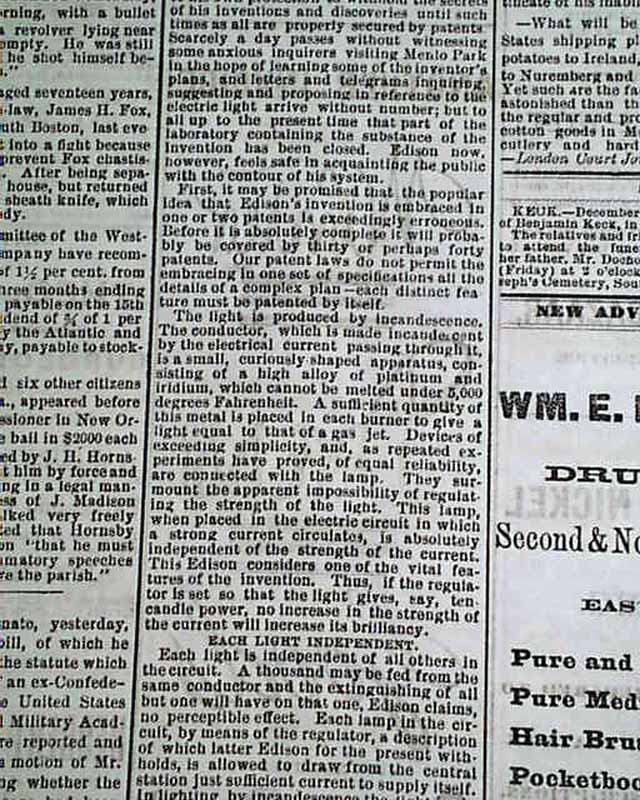 rning, with a bullet
a revolver lying near
empty. He was still
he shot himself be-
aged seventeen years,
-law, James H. Fox,
uth Boston, last eve
t into a fight because
prevent Fox chastis-
After being sepa-
house, but returned
sheath knife, which
dy.
mmittee of the West-
mpany have recom-
of 1½ per cent. from
hree months ending
payable on the 15th
dend of ¾ of 1 per
y the Atlantic and
ay, payable to stock-
d six other citizens
a., appeared before
ssioner in New Or-
e bail in $2000 each
ed by J. H. Horns-
t him by force and
ng in a legal man-
ss of J. Madison
lked very freely
ted that Hornsby
on "that he must
amatory speeches
ve the parish."
nate, yesterday,
bill, of which he
the statute which
an ex-Confede-
e United States
l Military Acad-
re reported and
s motion of Mr.
ng whether the
of his inventions and discoveries until such
times as all are properly secured by patents
Scarcely a day passes without witnessing
some anxious inquirers visiting Menlo Park
in the hope of learning some of the inventor's
plans, and letters and telegrams inquiring,
suggesting and proposing in reference to the
electric light arrive without number; but to
all up to the present time that part of the
laboratory containing the substance of the
invention has been closed. Edison now,
however, feels safe in acquainting the public
with the contour of his system.
First, it may be promised that the popular
idea that Edison's invention is embraced in
one or two patents is exceedingly erroneous.
Before it is absolutely complete it will proba-
bly be covered by thirty or perhaps forty
patents. Our patent laws do not permit the
embracing in one set of specifications all the
details of a complex plan—each distinct fea
ture must be patented by itself.
The light is produced by incandescence.
The conductor, which is made incandescent
by the electrical current passing through it,
is a small, curiously shaped apparatus, con-
sisting of a high alloy of platinum and
iridium, which cannot be melted under 5,000
degrees Fahrenheit. A sufficient quantity of
this metal is placed in each burner to give a
light equal to that of a gas jet. Devices of
exceeding simplicity, and, as repeated ex-
periments have proved, of equal reliability,
are connected with the lamp. They sur-
mount the apparent impossibility of regulat-
ing the strength of the light. This lamp,
when placed in the electric circuit in which
a strong current circulates, is absolutely
independent of the strength of the current.
This Edison considers one of the vital fea-
tures of the invention. Thus, if the regula-
tor is set so that the light gives, say, ten-
candle power, no increase in the strength of
the current will increase its brilliancy.
EACH LIGHT INDEPENDENT.
Each light is independent of all others in
the circuit. A thousand may be fed from the
same conductor and the extinguishing of all
but one will have on that one, Edison claims,
no perceptible effect. Each lamp in the cir-
cuit, by means of the regulator, a description
of which latter Edison for the present with-
holds, is allowed to draw from the central
station just sufficient current to supply itself.
In lighting by incandescence the
—What will be
States shipping pl
potatoes to Ireland,
to Nuremberg and
Yet such are the fa
astonished than th
the regular and pro
cotton goods in M
cutlery and hard
—London Court Jo
KECK.—December
of Benjamin Keck, in
The relatives and fri
to attend the fune
her father, Mr. Docho
(Friday) at 2 o'clock
seph's Cemetery, Sout
NEW ADV
WM. E.
DRU
Second & No
EAS
Pure and
Pure Med
Hair Bru
Pocketboo